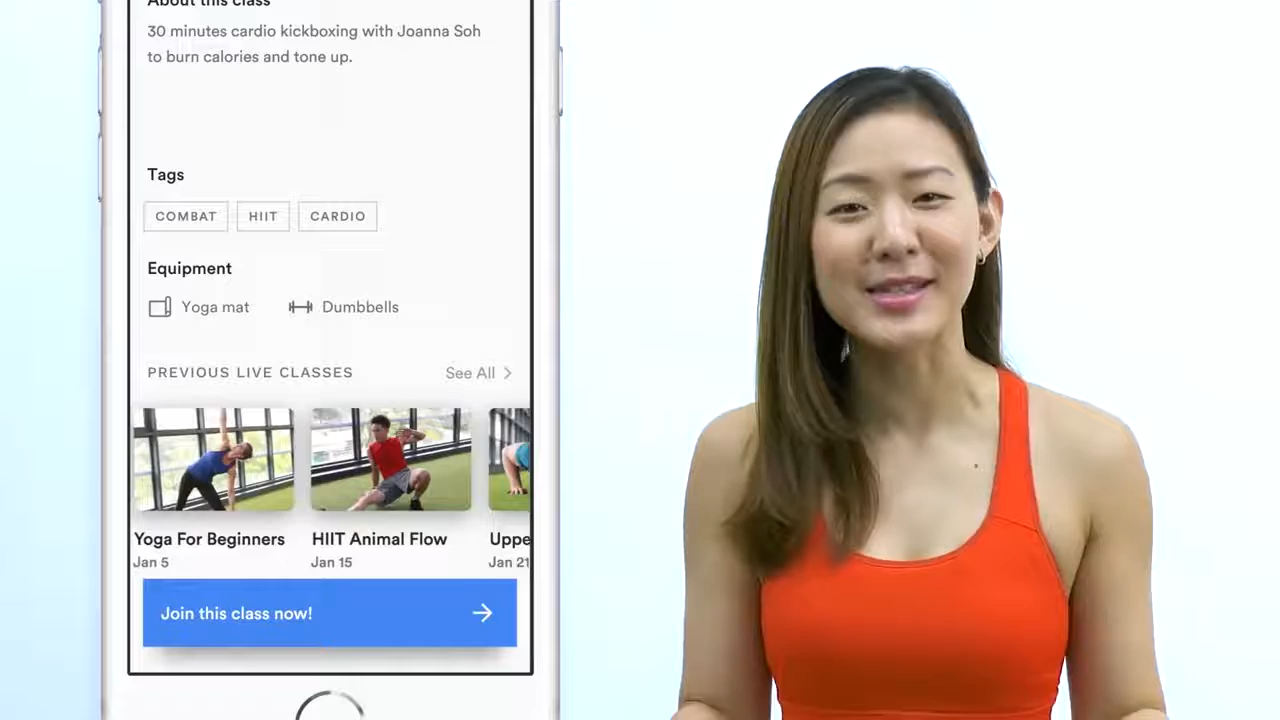 About this class
30 minutes cardio kickboxing with Joanna Soh
to burn calories and tone up.
Tags
COMBAT HIIT CARDIO
Equipment
Yoga mat Dumbbells
PREVIOUS LIVE CLASSES See All
Yoga For Beginners HIIT Animal Flow Uppe
Jan 5 Jan 15 Jan 21
Join this class now!